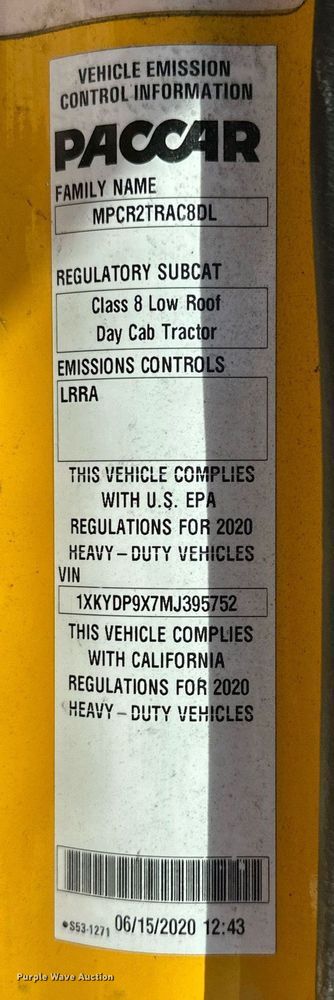 VEHICLE EMISSION
CONTROL INFORMATION
PACCAR
FAMILY NAME
MPCR2TRAC8DL
REGULATORY SUBCAT
Class 8 Low Roof
Day Cab Tractor
EMISSIONS CONTROLS
LRRA
THIS VEHICLE COMPLIES
WITH U.S. EPA
REGULATIONS FOR 2020
HEAVY-DUTY VEHICLES
VIN
1XKYDP9X7MJ395752
THIS VEHICLE COMPLIES
WITH CALIFORNIA
REGULATIONS FOR 2020
HEAVY-DUTY VEHICLES
•S53-1271 06/15/2020 12:43
Purple Wave Auction